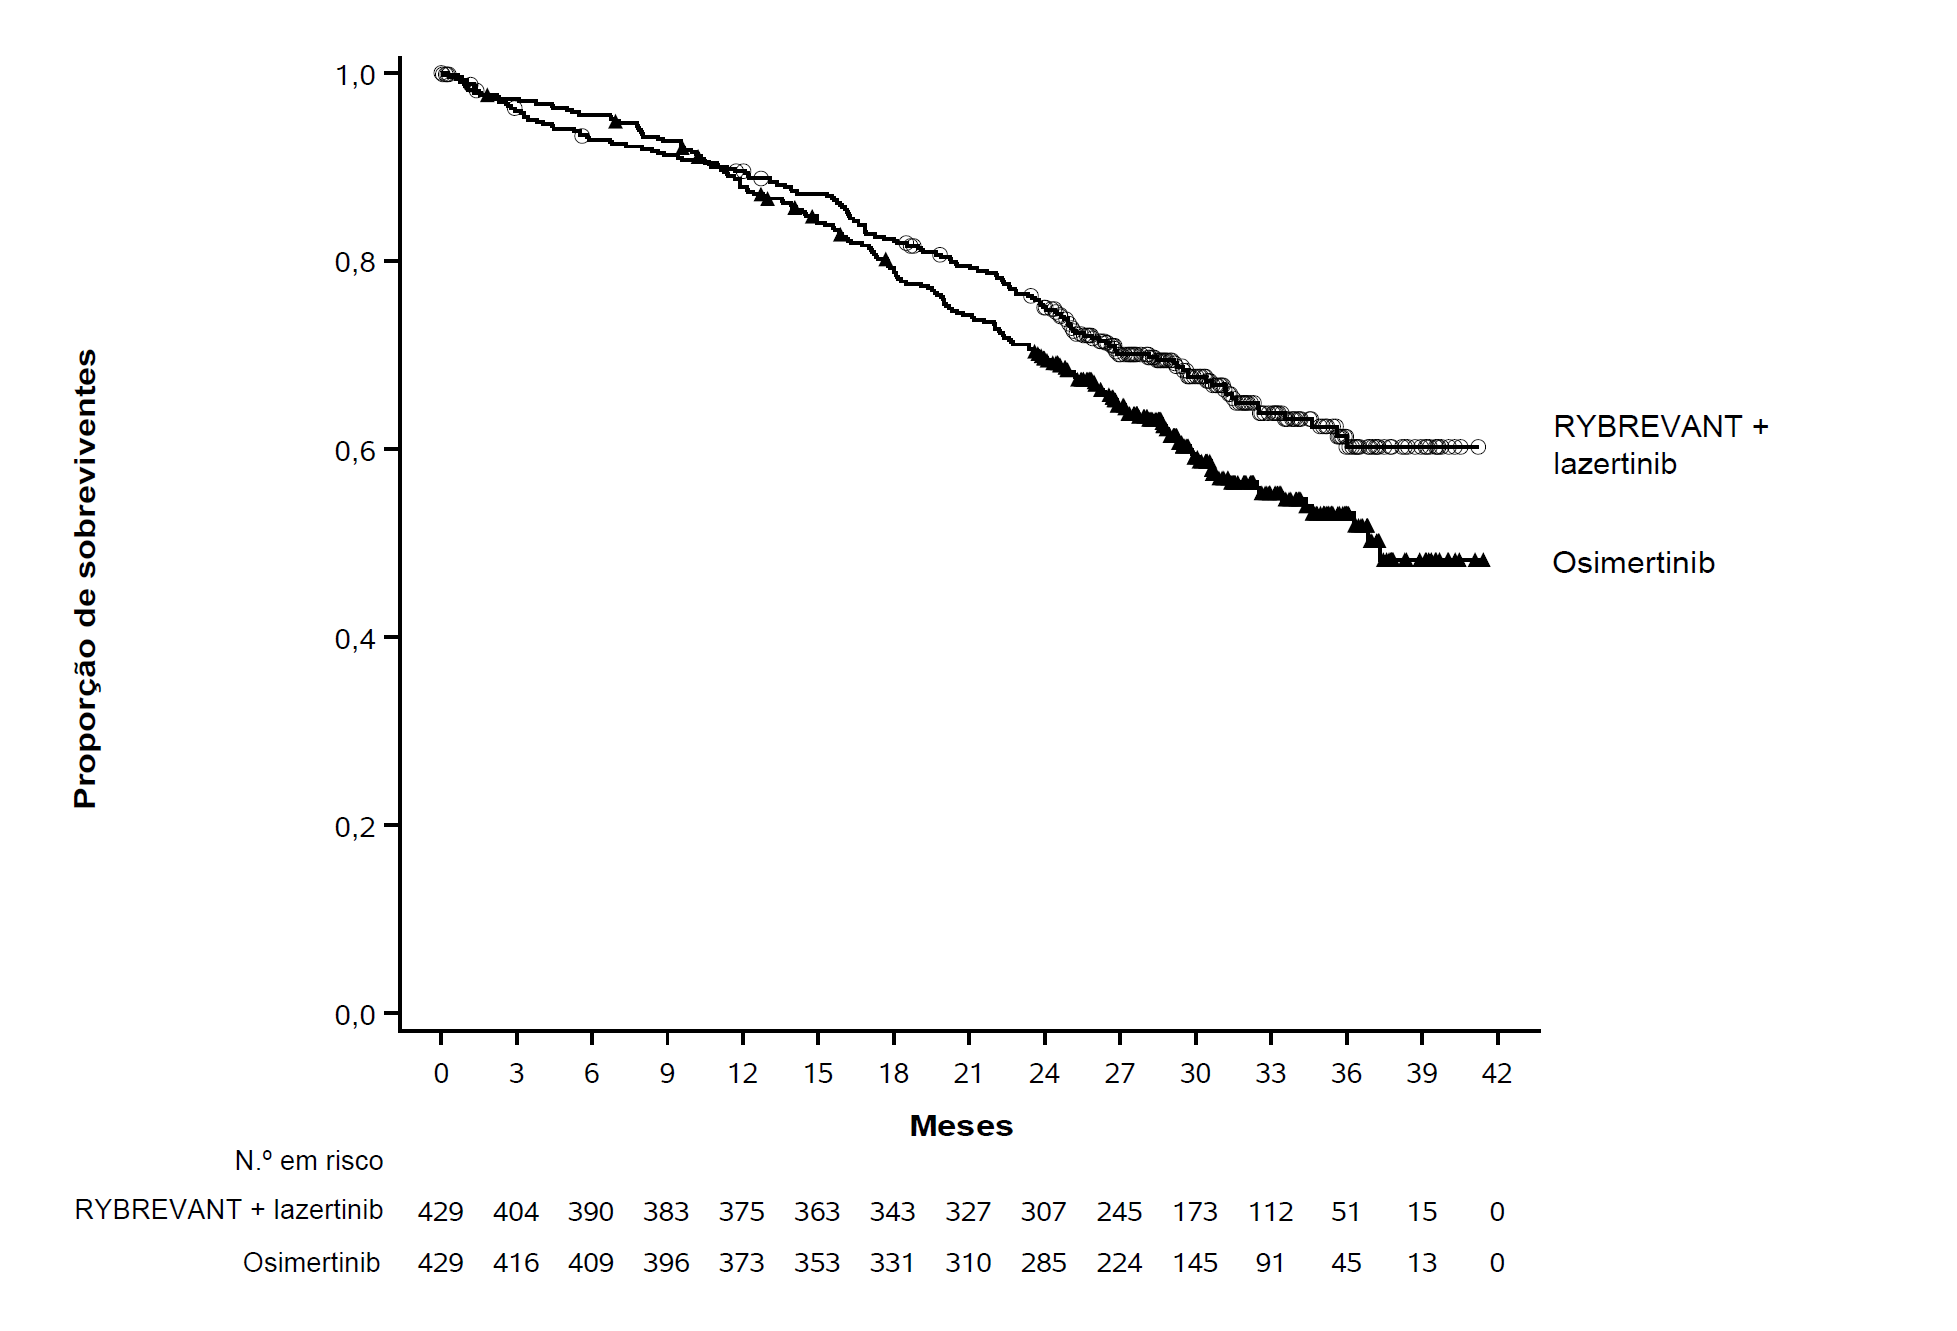 1,0
0,8
0,6
0,4
0,2
0,0
Proporção de sobreviventes
RYBREVANT +
lazertinib
Osimertinib
0 3 6 9 12 15 18 21 24 27 30 33 36 39 42
Meses
N.º em risco
RYBREVANT + lazertinib 429 404 390 383 375 363 343 327 307 245 173 112 51 15 0
Osimertinib 429 416 409 396 373 353 331 310 285 224 145 91 45 13 0